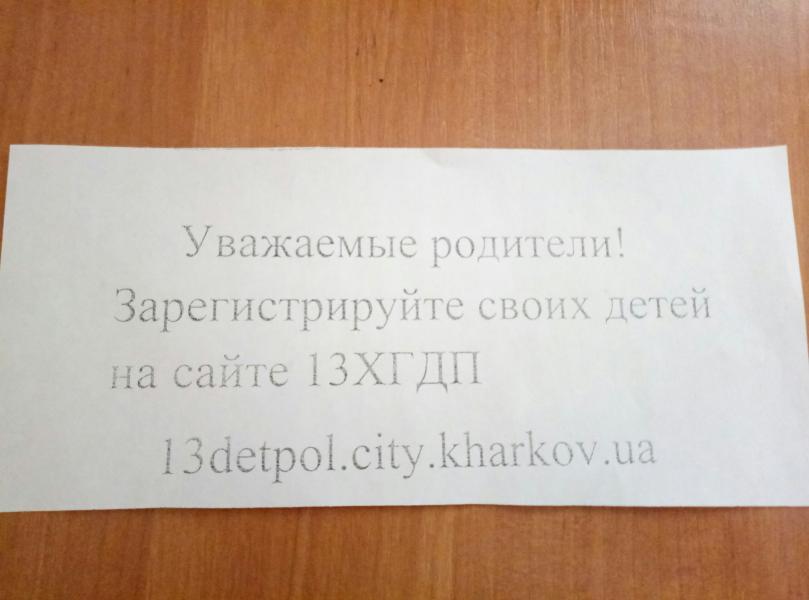 Уважаемые родители!
Зарегистрируйте своих детей
на сайте 13ХГДП
13detpol.city.kharkov.ua